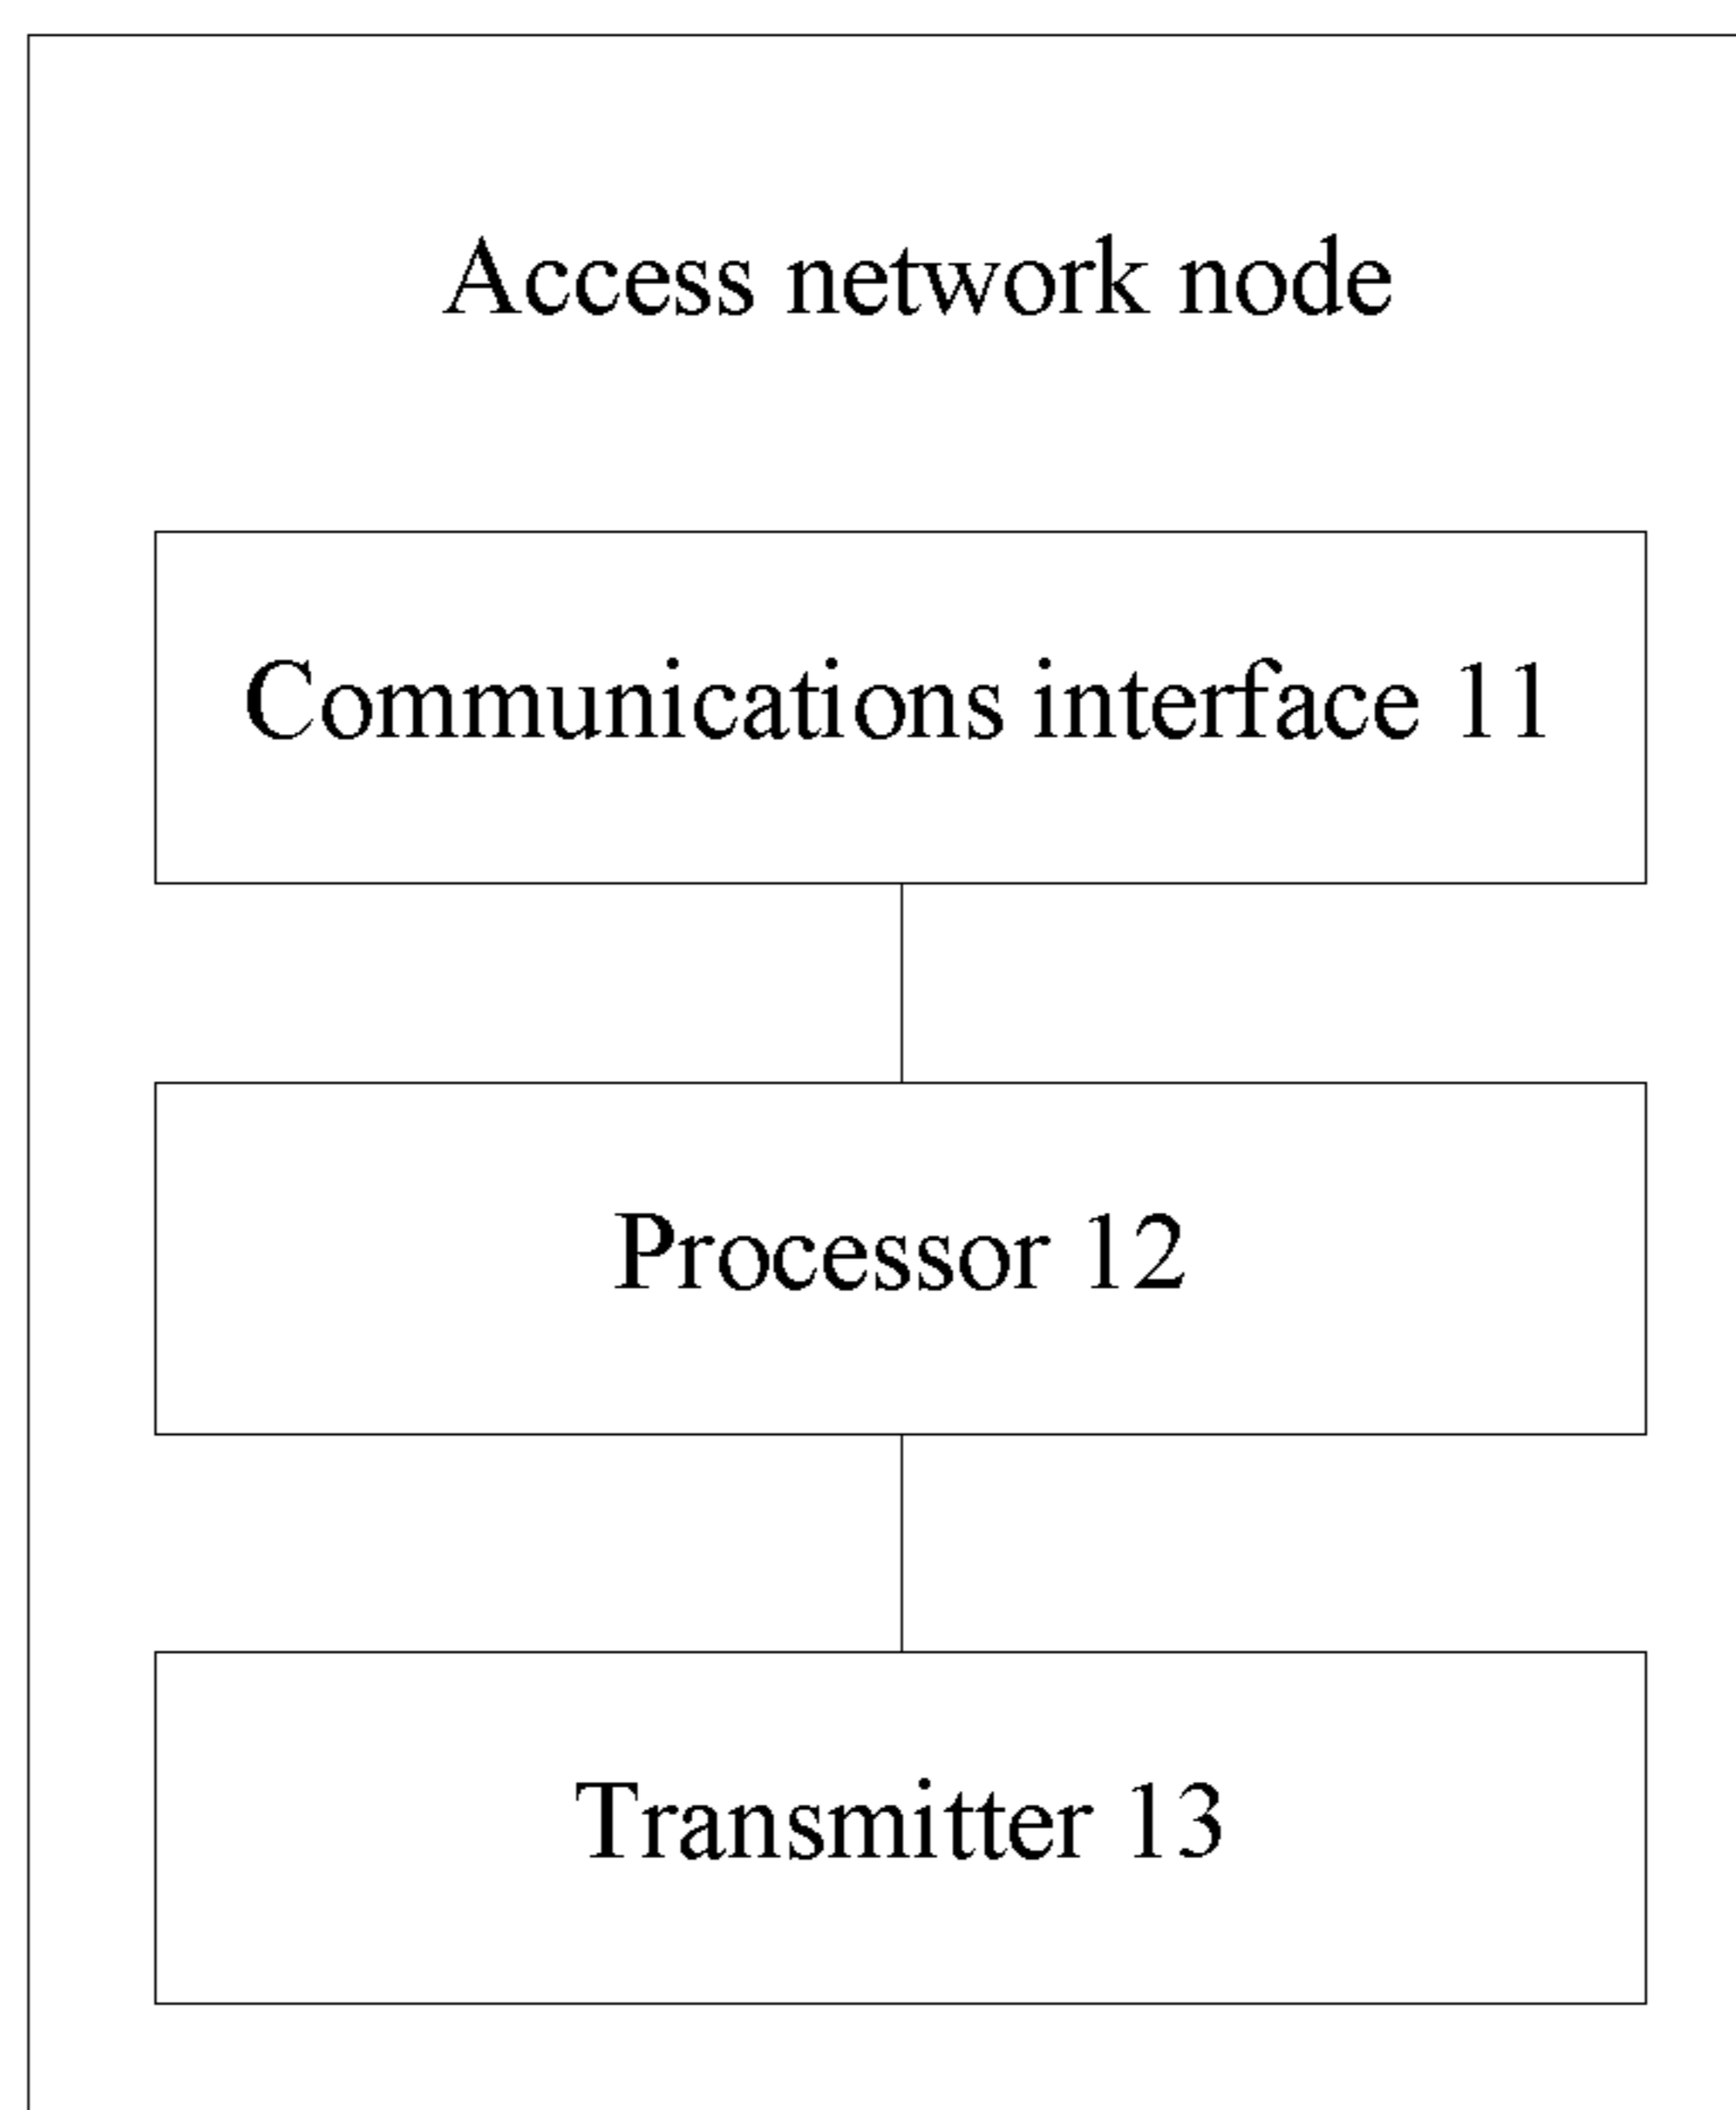 Access network node
Communications interface 11
Processor 12
Transmitter 13